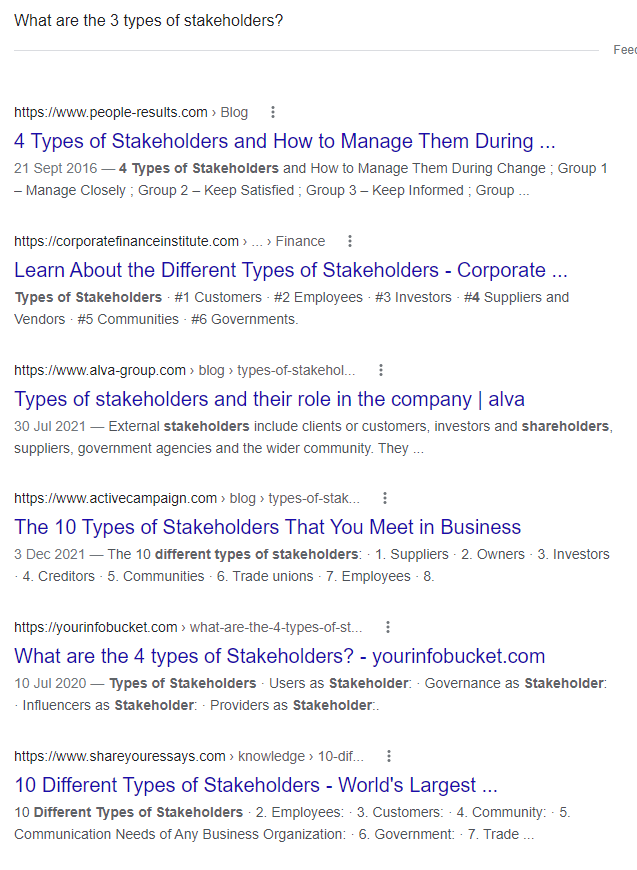 What are the 3 types of stakeholders?
https://www.people-results.com › Blog
4 Types of Stakeholders and How to Manage Them During ...
21 Sept 2016 — 4 Types of Stakeholders and How to Manage Them During Change ; Group 1
– Manage Closely ; Group 2 – Keep Satisfied ; Group 3 – Keep Informed ; Group ...
https://corporatefinanceinstitute.com › ... › Finance
Learn About the Different Types of Stakeholders - Corporate ...
Types of Stakeholders · #1 Customers · #2 Employees · #3 Investors · #4 Suppliers and
Vendors · #5 Communities · #6 Governments.
https://www.alva-group.com › blog › types-of-stakehol...
Types of stakeholders and their role in the company | alva
30 Jul 2021 — External stakeholders include clients or customers, investors and shareholders,
suppliers, government agencies and the wider community. They ...
https://www.activecampaign.com › blog › types-of-stak...
The 10 Types of Stakeholders That You Meet in Business
3 Dec 2021 — The 10 different types of stakeholders: · 1. Suppliers · 2. Owners · 3. Investors
· 4. Creditors · 5. Communities · 6. Trade unions · 7. Employees · 8.
https://yourinfobucket.com › what-are-the-4-types-of-st...
What are the 4 types of Stakeholders? - yourinfobucket.com
10 Jul 2020 — Types of Stakeholders · Users as Stakeholder: · Governance as Stakeholder:
· Influencers as Stakeholder: · Providers as Stakeholder:.
https://www.shareyouressays.com › knowledge › 10-dif...
10 Different Types of Stakeholders - World's Largest ...
10 Different Types of Stakeholders · 2. Employees: · 3. Customers: · 4. Community: · 5.
Communication Needs of Any Business Organization: · 6. Government: · 7. Trade ...